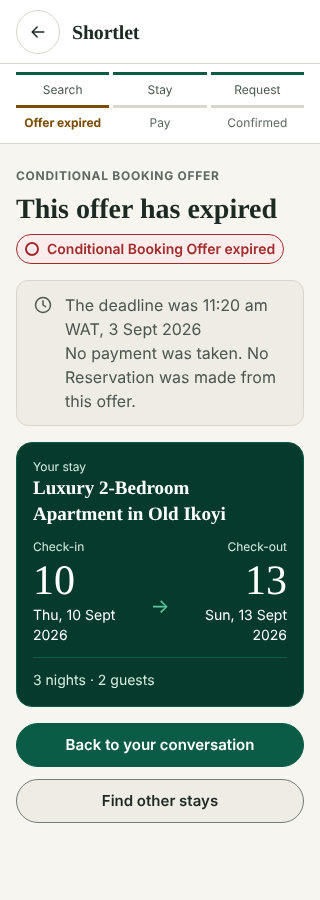 Shortlet
Search
Stay
Request
Offer expired
Pay
Confirmed
CONDITIONAL BOOKING OFFER
This offer has expired
Conditional Booking Offer expired
The deadline was 11:20 am
WAT, 3 Sept 2026
No payment was taken. No
Reservation was made from
this offer.
Your stay
Luxury 2-Bedroom
Apartment in Old Ikoyi
Check-in
Check-out
10
13
Thu, 10 Sept
2026
Sun, 13 Sept
2026
3 nights · 2 guests
Back to your conversation
Find other stays